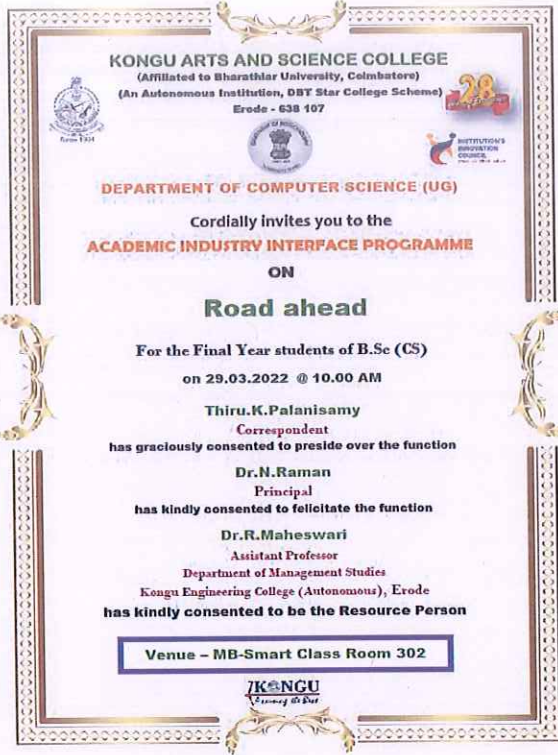 KONGU ARTS AND SCIENCE COLLEGE
(Affiliated to Bharathiar University, Coimbatore)
(An Autonomous Institution, DBT Star College Scheme)
Erode - 638 107
28
INSTITUTION'S
INNOVATION
COUNCIL
DEPARTMENT OF COMPUTER SCIENCE (UG)
Cordially invites you to the
ACADEMIC INDUSTRY INTERFACE PROGRAMME
ON
Road ahead
For the Final Year students of B.Sc (CS)
on 29.03.2022 @ 10.00 AM
Thiru.K.Palanisamy
Correspondent
has graciously consented to preside over the function
Dr.N.Raman
Principal
has kindly consented to felicitate the function
Dr.R.Maheswari
Assistant Professor
Department of Management Studies
Kongu Engineering College (Autonomous), Erode
has kindly consented to be the Resource Person
Venue – MB-Smart Class Room 302
KONGU